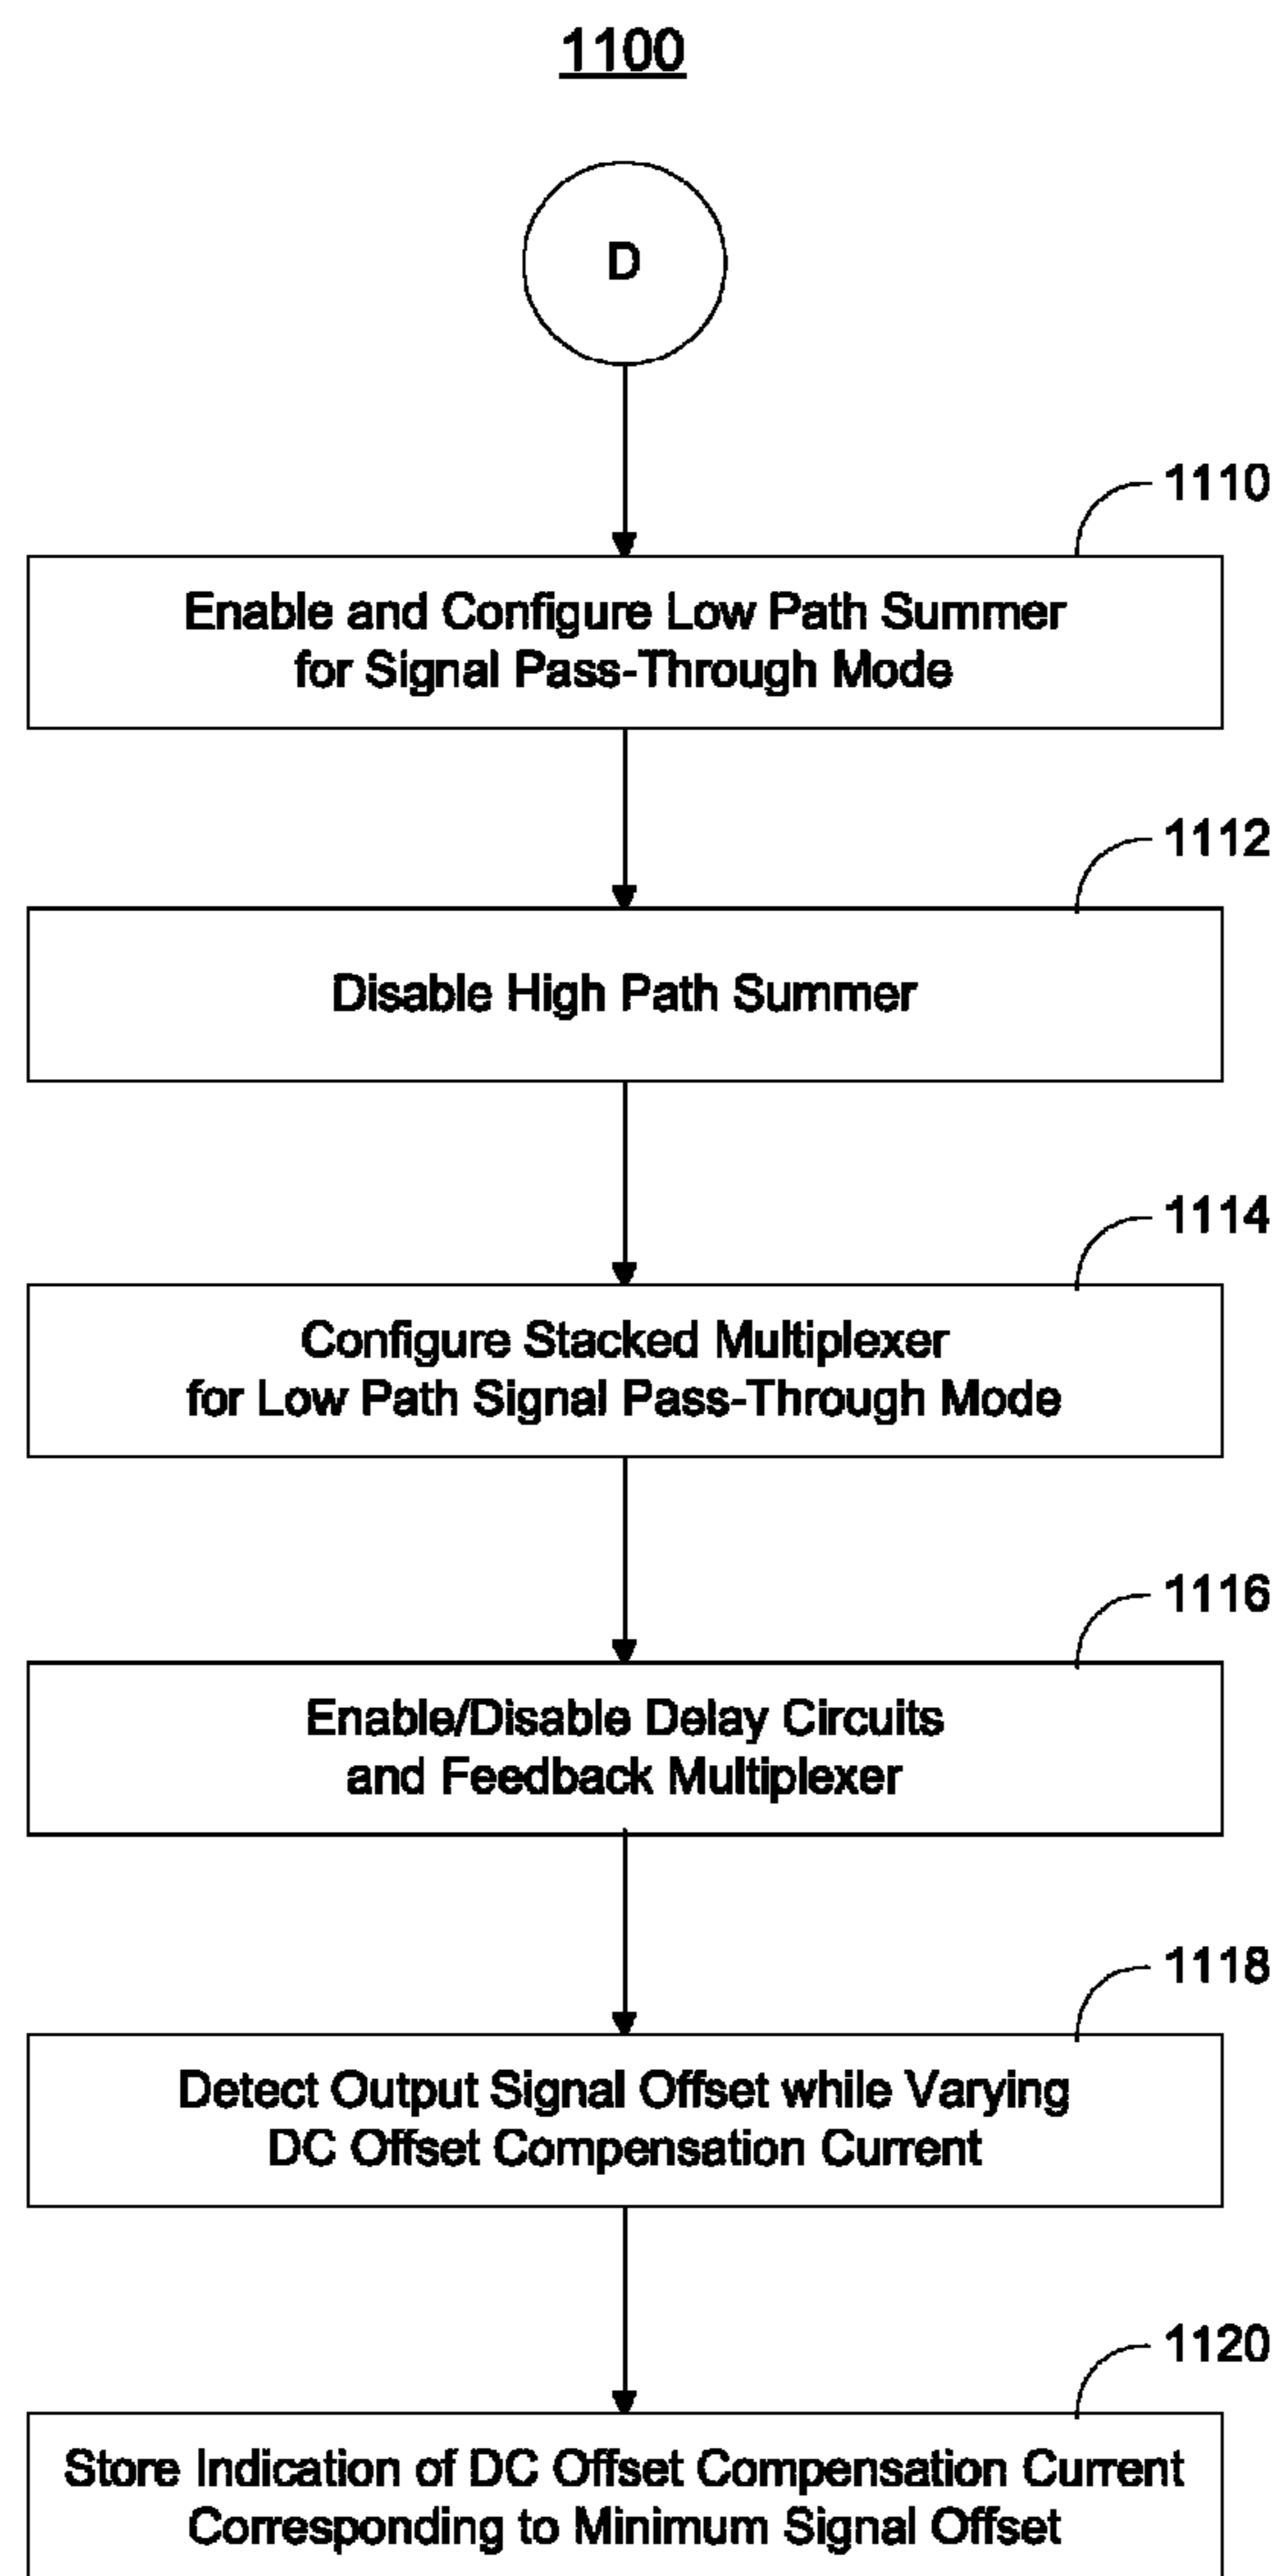 1100
D
1110
Enable and Configure Low Path Summer
for Signal Pass-Through Mode
1112
Disable High Path Summer
1114
Configure Stacked Multiplexer
for Low Path Signal Pass-Through Mode
1116
Enable/Disable Delay Circuits
and Feedback Multiplexer
1118
Detect Output Signal Offset while Varying
DC Offset Compensation Current
1120
Store Indication of DC Offset Compensation Current
Corresponding to Minimum Signal Offset